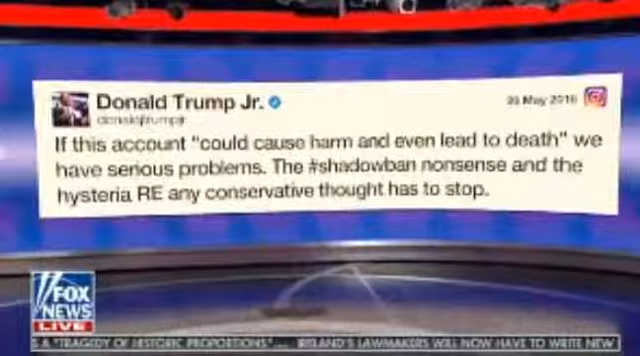 Donald Trump Jr.
donaldjtrumpjr
If this account "could cause harm and even lead to death" we
have serious problems. The #shadowban nonsense and the
hysteria RE any conservative thought has to stop.
FOX
NEWS
LIVE
S A "TRAGEDY OF HISTORIC PROPORTIONS"... IRELAND'S LAWMAKERS WILL NOW HAVE TO WRITE NEW